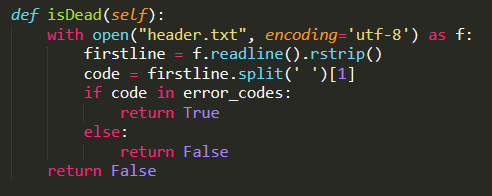 def isDead(self):
    with open("header.txt", encoding='utf-8') as f:
        firstline = f.readline().rstrip()
        code = firstline.split(' ')[1]
        if code in error_codes:
            return True
        else:
            return False
    return False